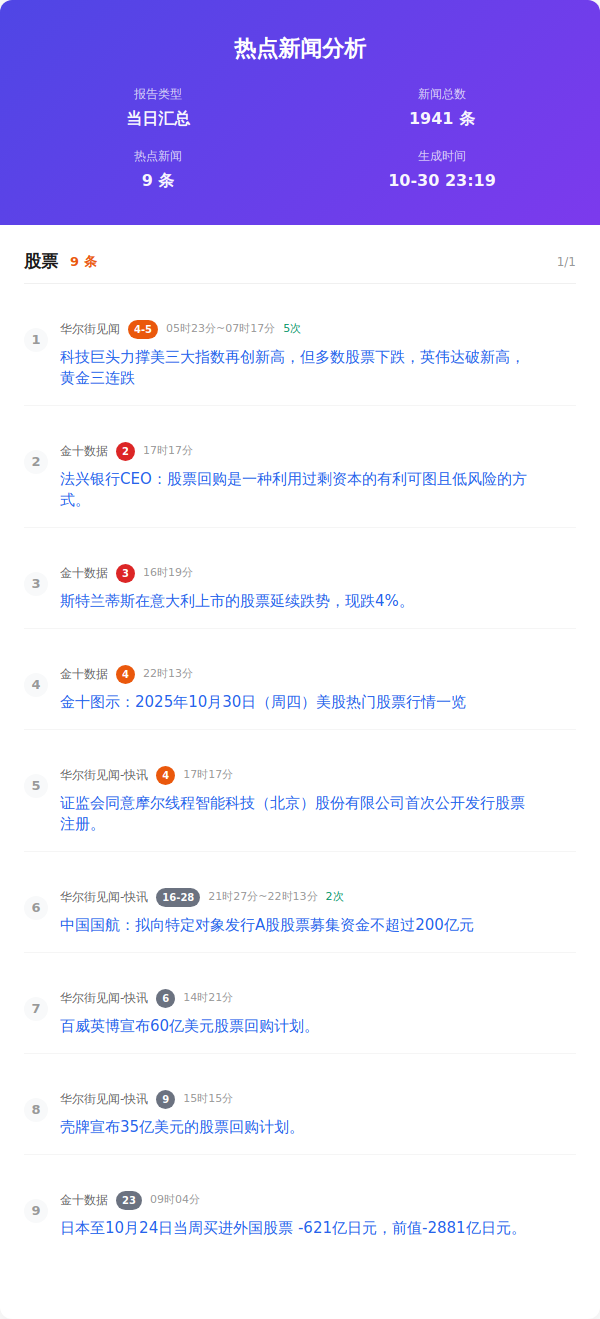 热点新闻分析
报告类型
当日汇总
新闻总数
1941 条
热点新闻
9 条
生成时间
10-30 23:19
股票 9 条 1/1
1 华尔街见闻 4-5 05时23分~07时17分 5次
科技巨头力撑美三大指数再创新高，但多数股票下跌，英伟达破新高，
黄金三连跌
2 金十数据 2 17时17分
法兴银行CEO：股票回购是一种利用过剩资本的有利可图且低风险的方
式。
3 金十数据 3 16时19分
斯特兰蒂斯在意大利上市的股票延续跌势，现跌4%。
4 金十数据 4 22时13分
金十图示：2025年10月30日（周四）美股热门股票行情一览
5 华尔街见闻-快讯 4 17时17分
证监会同意摩尔线程智能科技（北京）股份有限公司首次公开发行股票
注册。
6 华尔街见闻-快讯 16-28 21时27分~22时13分 2次
中国国航：拟向特定对象发行A股股票募集资金不超过200亿元
7 华尔街见闻-快讯 6 14时21分
百威英博宣布60亿美元股票回购计划。
8 华尔街见闻-快讯 9 15时15分
壳牌宣布35亿美元的股票回购计划。
9 金十数据 23 09时04分
日本至10月24日当周买进外国股票 -621亿日元，前值-2881亿日元。